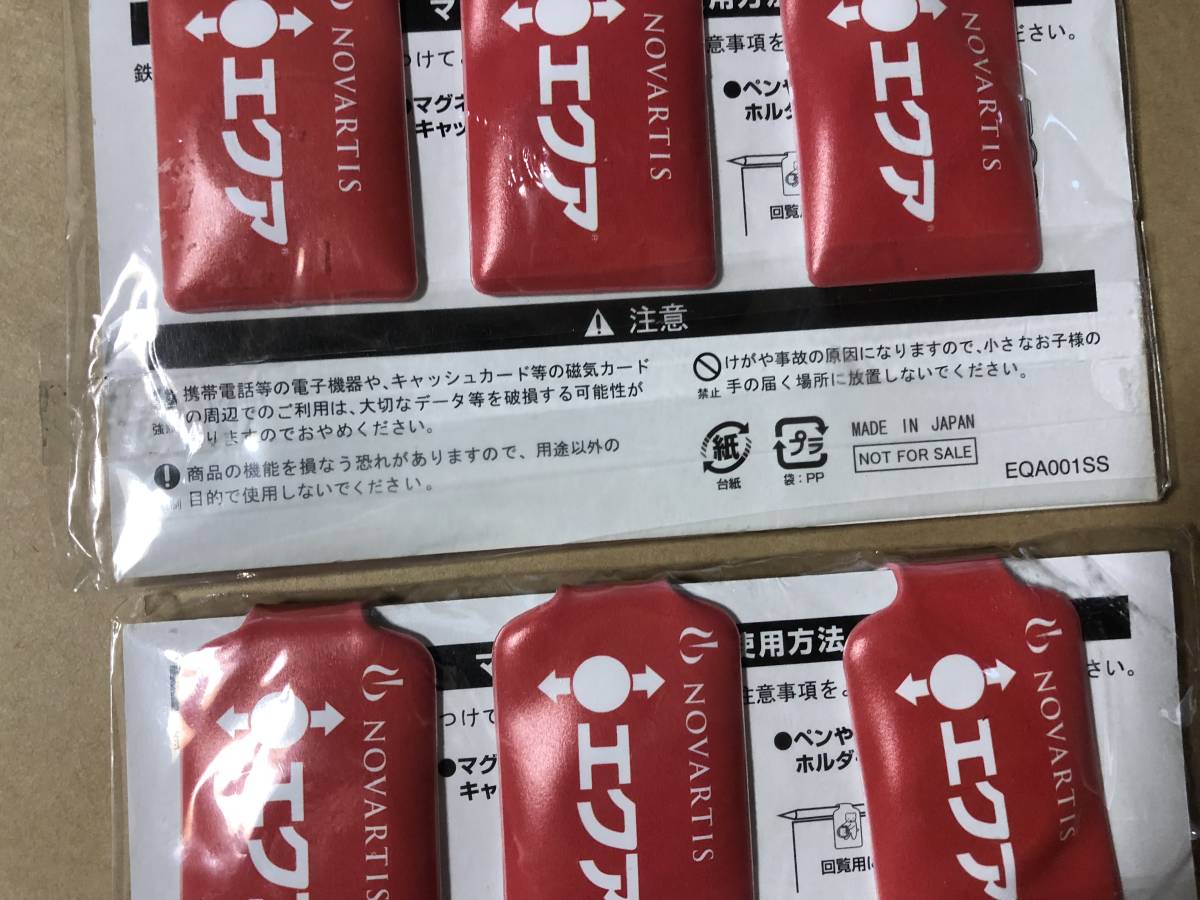 マ
用方法
NOVARTIS
エクア®
NOVARTIS
エクア®
NOVARTIS
エクア®
鉄
つけて
意事項を
ださい。
●マグネ
キャッ
●ペンや
ホルダ
回覧用
注意
携帯電話等の電子機器や、キャッシュカード等の磁気カード
の周辺でのご利用は、大切なデータ等を破損する可能性が
りますのでおやめください。
商品の機能を損なう恐れがありますので、用途以外の
目的で使用しないでください。
けがや事故の原因になりますので、小さなお子様の
手の届く場所に放置しないでください。
禁止
紙
台紙
プラ
袋:PP
MADE IN JAPAN
NOT FOR SALE
EQA001SS
マ
使用方法
NOVARTIS
エクア
NOVARTIS
エクア
NOVARTIS
エクア
つけて
注意事項をよ
さい。
●マグ
キャ
●ペンや
ホルダー
回覧用に